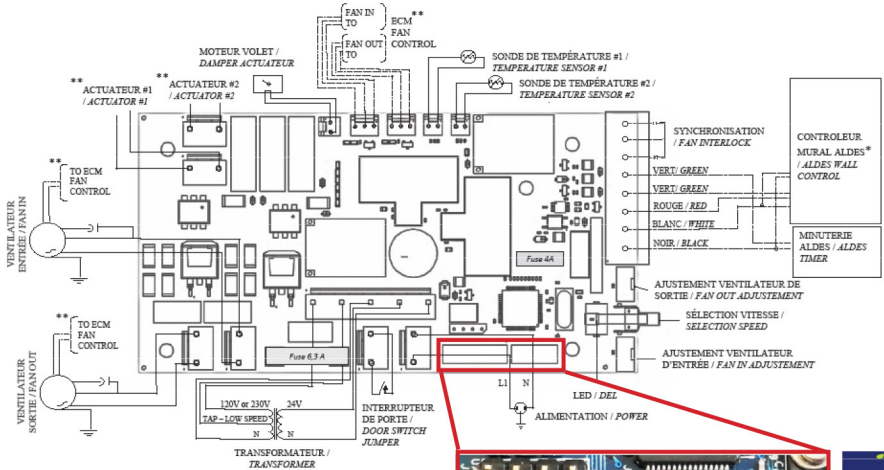 FAN IN
TO
FAN OUT
TO
ECM**
FAN
CONTROL
MOTEUR VOLET /
DAMPER ACTUATEUR
SONDE DE TEMPÉRATURE #1 /
TEMPERATURE SENSOR #1
SONDE DE TEMPÉRATURE #2 /
TEMPERATURE SENSOR #2
**
ACTUATEUR #1
/ ACTUATOR #1
**
ACTUATEUR #2
/ ACTUATOR #2
SYNCHRONISATION
/ FAN INTERLOCK
VERT/ GREEN
VERT/ GREEN
ROUGE / RED
BLANC / WHITE
NOIR / BLACK
CONTROLEUR
MURAL ALDES*
/ ALDES WALL
CONTROL
MINUTERIE
ALDES / ALDES
TIMER
**
TO ECM
FAN
CONTROL
VENTILATEUR
ENTRÉE / FAN IN
Fuse 4A
AJUSTEMENT VENTILATEUR DE
SORTIE / FAN OUT ADJUSTEMENT
SÉLECTION VITESSE /
SELECTION SPEED
AJUSTEMENT VENTILATEUR
D'ENTRÉE / FAN IN ADJUSTEMENT
**
TO ECM
FAN
CONTROL
VENTILATEUR
SORTIE / FAN OUT
Fuse 6,3 A
L1
N
LED / DEL
ALIMENTATION / POWER
120V or 230V
24V
TAP – LOW SPEED
N
N
INTERRUPTEUR
DE PORTE /
DOOR SWITCH
JUMPER
TRANSFORMATEUR /
TRANSFORMER